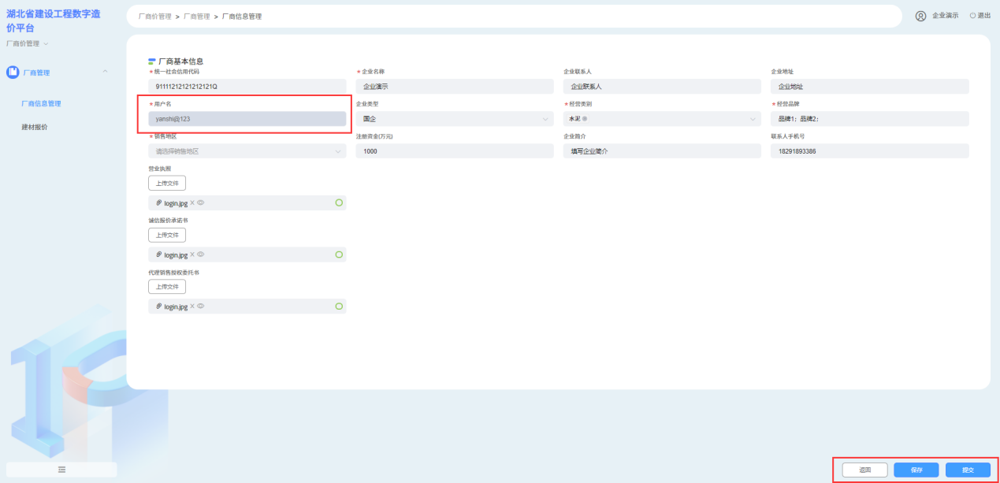 湖北省建设工程数字造
价平台
厂商价管理
厂商价管理 > 厂商管理 > 厂商信息管理
企业演示
退出
厂商管理
厂商信息管理
建材报价
厂商基本信息
* 统一社会信用代码
91111212121212121Q
* 企业名称
企业演示
企业联系人
企业联系人
企业地址
企业地址
* 用户名
yanshi@123
企业类型
国企
* 经营类别
水泥
* 经营品牌
品牌1；品牌2；
* 销售地区
请选择销售地区
注册资金(万元)
1000
企业简介
填写企业简介
联系人手机号
18291893386
营业执照
上传文件
login.jpg X
诚信报价承诺书
上传文件
login.jpg X
代理销售授权委托书
上传文件
login.jpg X
返回
保存
提交